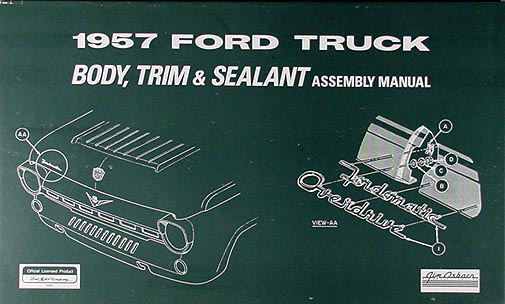 1957 FORD TRUCK
BODY, TRIM & SEALANT ASSEMBLY MANUAL
AA
A
D
C
B
Fordomatic
Overdrive
VIEW-AA
I
Official Licensed Product
Jim Osborn